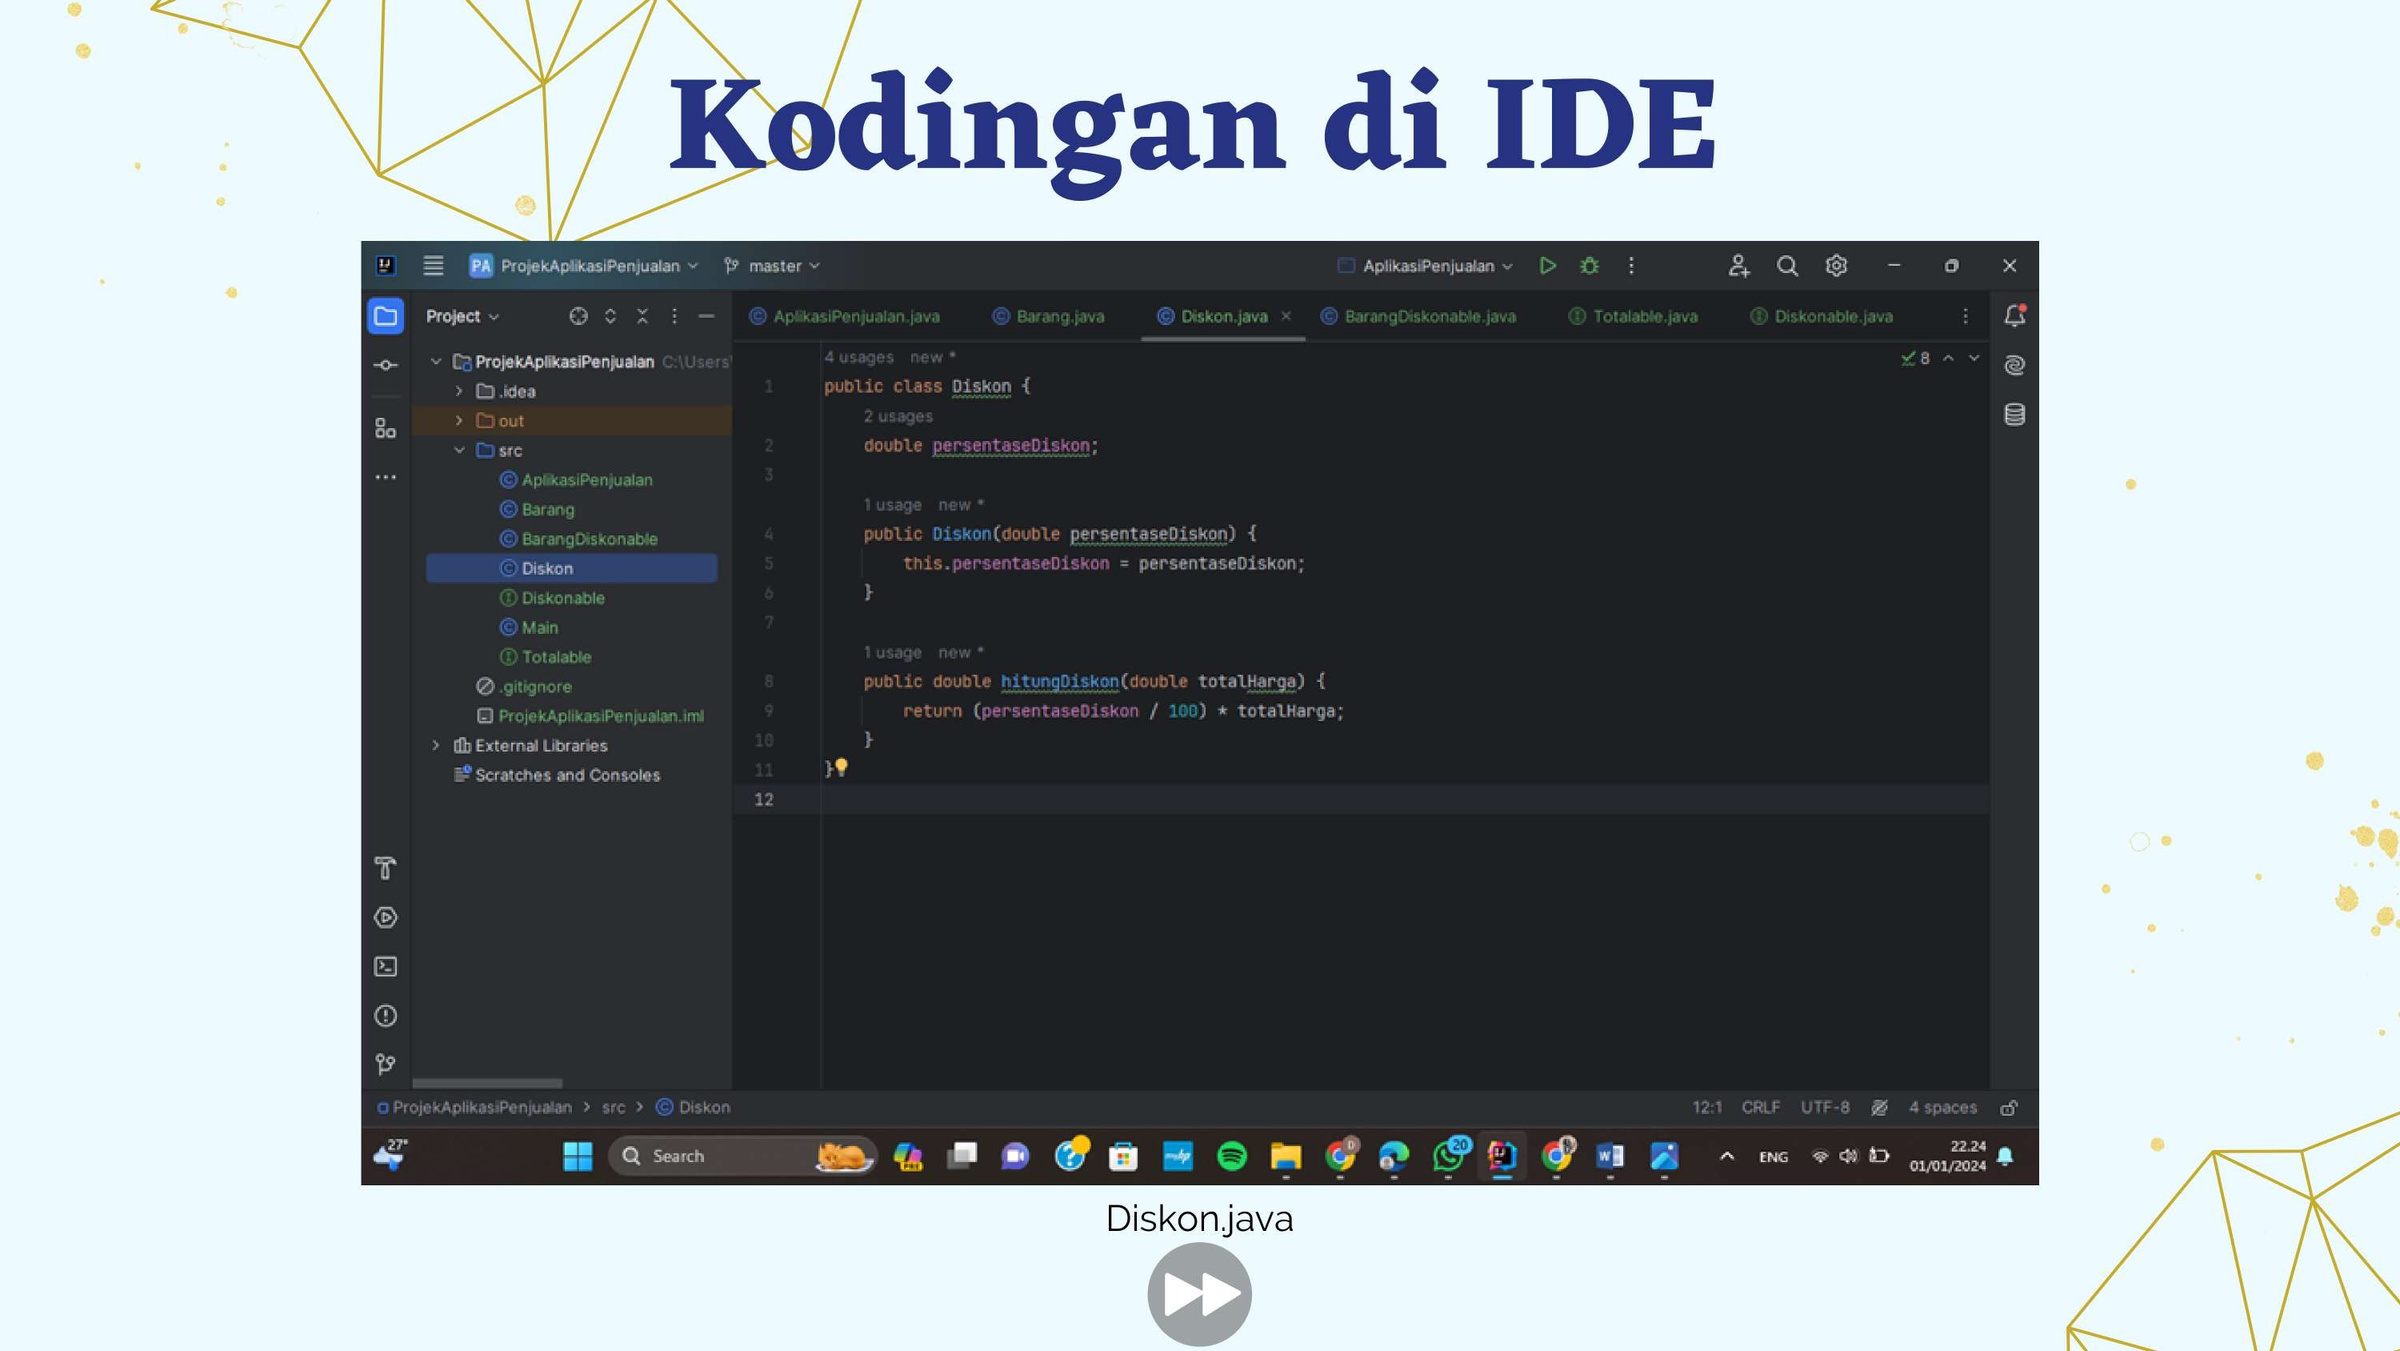 Kodingan di IDE
PA ProjekAplikasiPenjualan master AplikasiPenjualan
Project
AplikasiPenjualan.java Barang.java Diskon.java BarangDiskonable.java Totalable.java Diskonable.java
ProjekAplikasiPenjualan C:\Users\
.idea
out
src
AplikasiPenjualan
Barang
BarangDiskonable
Diskon
Diskonable
Main
Totalable
.gitignore
ProjekAplikasiPenjualan.iml
External Libraries
Scratches and Consoles
4 usages new *
8
1 public class Diskon {
2 usages
2 double persentaseDiskon;
3
1 usage new *
4 public Diskon(double persentaseDiskon) {
5 this.persentaseDiskon = persentaseDiskon;
6 }
7
1 usage new *
8 public double hitungDiskon(double totalHarga) {
9 return (persentaseDiskon / 100) * totalHarga;
10 }
11 }
12
ProjekAplikasiPenjualan > src > Diskon
12:1 CRLF UTF-8 4 spaces
27° Search 20 ENG 22.24
01/01/2024
Diskon.java